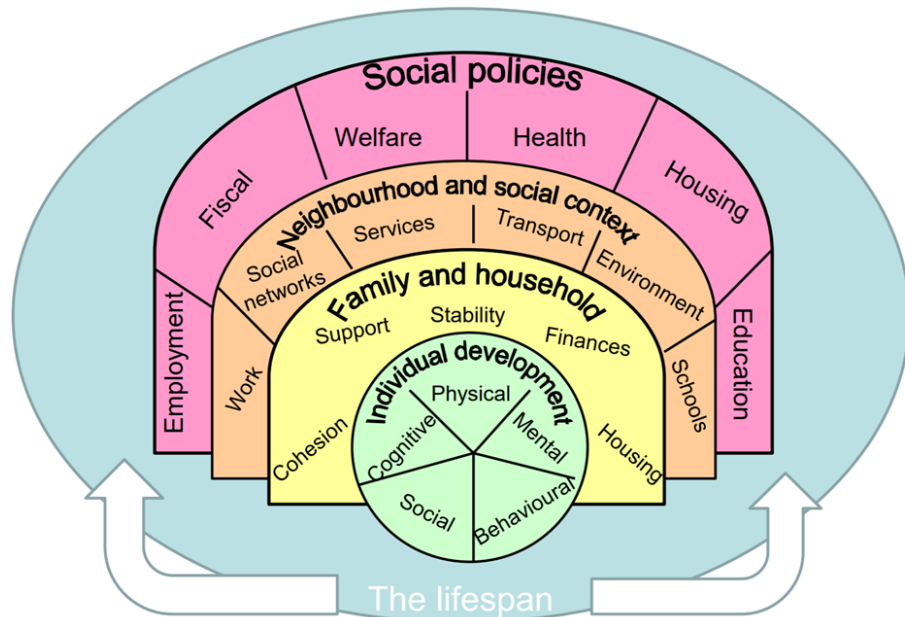 Social policies
Employment
Fiscal
Welfare
Health
Housing
Education
Neighbourhood and social context
Work
Social
networks
Services
Transport
Environment
Schools
Family and household
Cohesion
Support
Stability
Finances
Housing
Individual development
Cognitive
Physical
Mental
Social
Behavioural
The lifespan